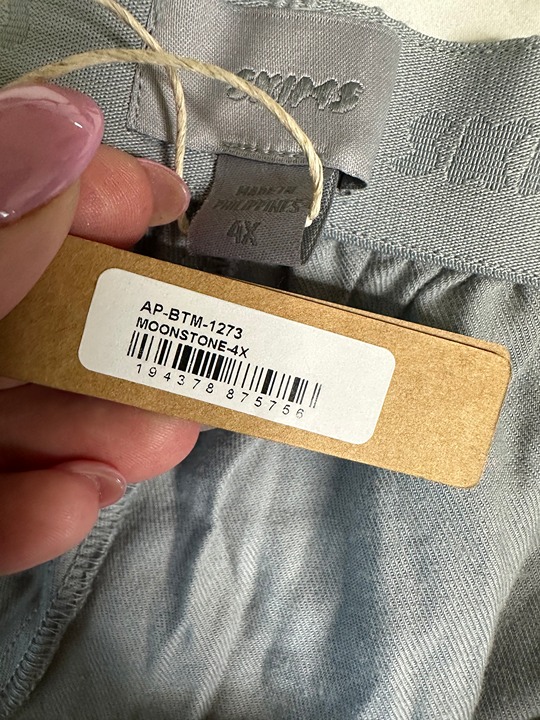 SKIMS
MADE IN
PHILIPPINES
4X
AP-BTM-1273
MOONSTONE-4X
194378 875756